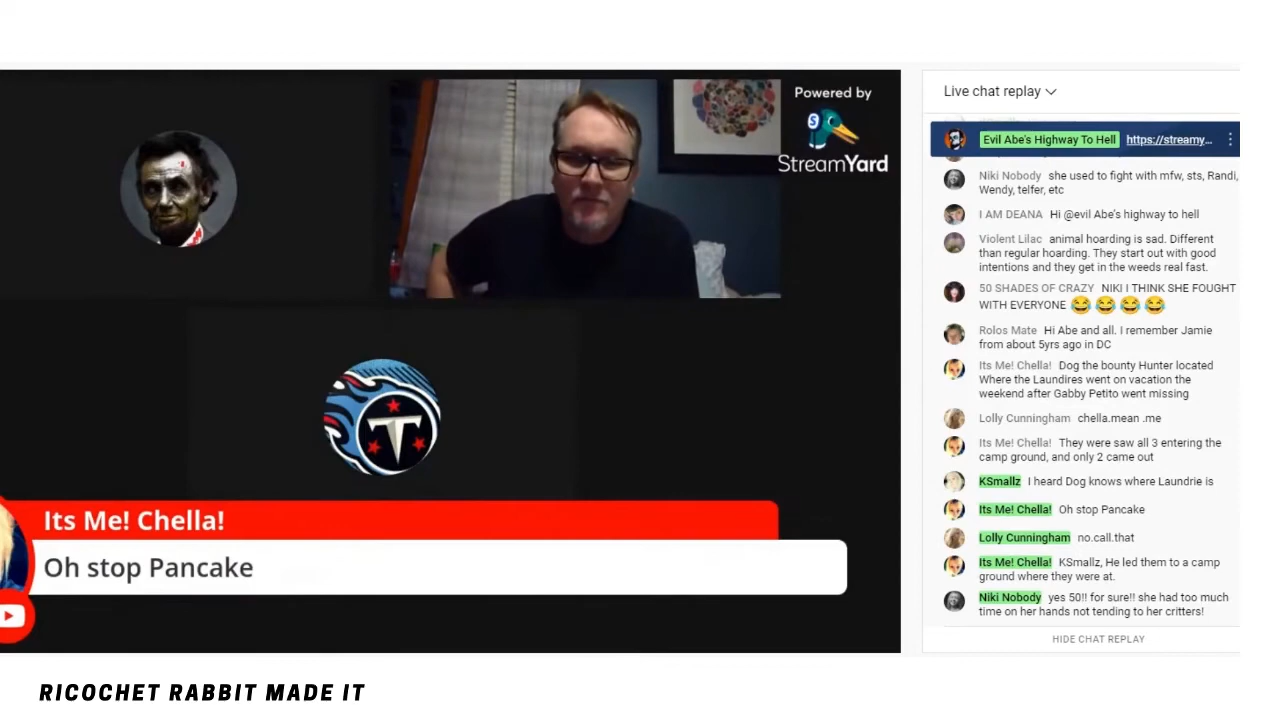 Powered by
StreamYard
Its Me! Chella!
Oh stop Pancake
RICOCHET RABBIT MADE IT
Live chat replay
Evil Abe's Highway To Hell https://streamy...
Niki Nobody she used to fight with mfw, sts, Randi,
Wendy, telfer, etc
I AM DEANA Hi @evil Abe's highway to hell
Violent Lilac animal hoarding is sad. Different
than regular hoarding. They start out with good
intentions and they get in the weeds real fast.
50 SHADES OF CRAZY NIKI I THINK SHE FOUGHT
WITH EVERYONE 😂 😂 😂 😂
Rolos Mate Hi Abe and all. I remember Jamie
from about 5yrs ago in DC
Its Me! Chella! Dog the bounty Hunter located
Where the Laundires went on vacation the
weekend after Gabby Petito went missing
Lolly Cunningham chella.mean .me
Its Me! Chella! They were saw all 3 entering the
camp ground, and only 2 came out
KSmallz I heard Dog knows where Laundrie is
Its Me! Chella! Oh stop Pancake
Lolly Cunningham no.call.that
Its Me! Chella! KSmallz, He led them to a camp
ground where they were at.
Niki Nobody yes 50!! for sure!! she had too much
time on her hands not tending to her critters!
HIDE CHAT REPLAY